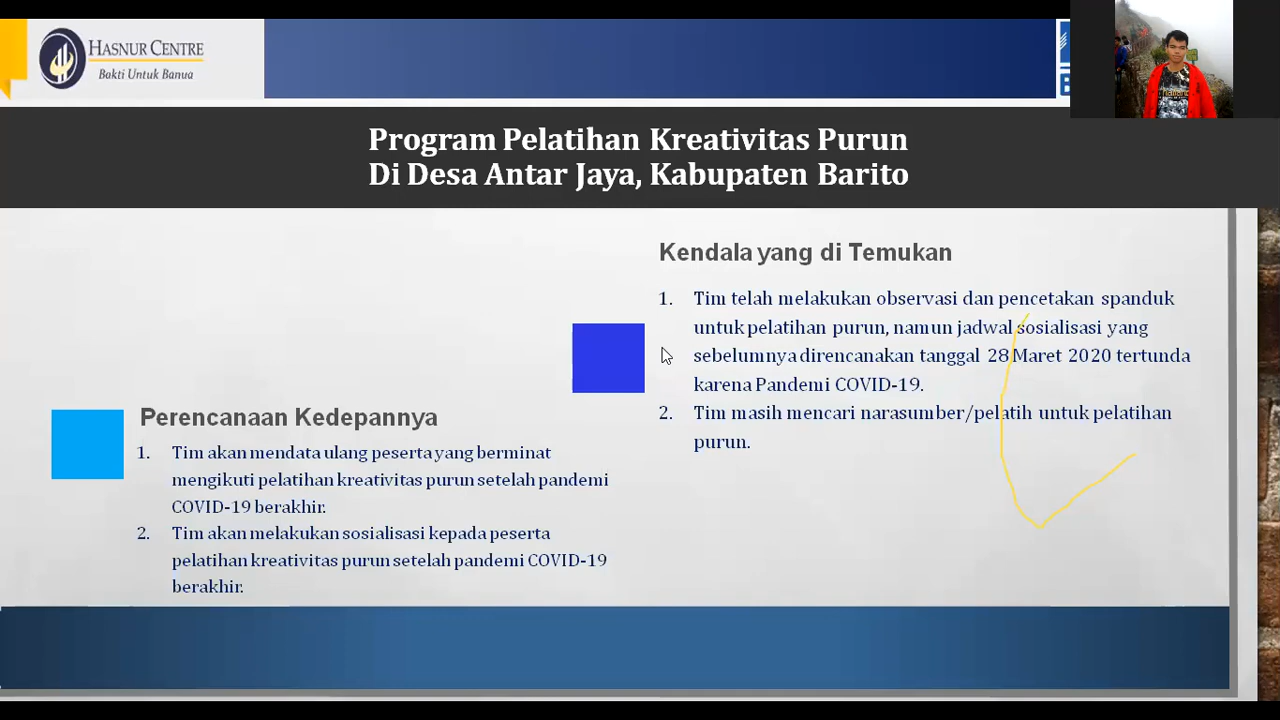 HASNUR CENTRE
Bakti Untuk Banua
Program Pelatihan Kreativitas Purun
Di Desa Antar Jaya, Kabupaten Barito
Kendala yang di Temukan
1. Tim telah melakukan observasi dan pencetakan spanduk
untuk pelatihan purun, namun jadwal sosialisasi yang
sebelumnya direncanakan tanggal 28 Maret 2020 tertunda
karena Pandemi COVID-19.
2. Tim masih mencari narasumber/pelatih untuk pelatihan
purun.
Perencanaan Kedepannya
1. Tim akan mendata ulang peserta yang berminat
mengikuti pelatihan kreativitas purun setelah pandemi
COVID-19 berakhir.
2. Tim akan melakukan sosialisasi kepada peserta
pelatihan kreativitas purun setelah pandemi COVID-19
berakhir.